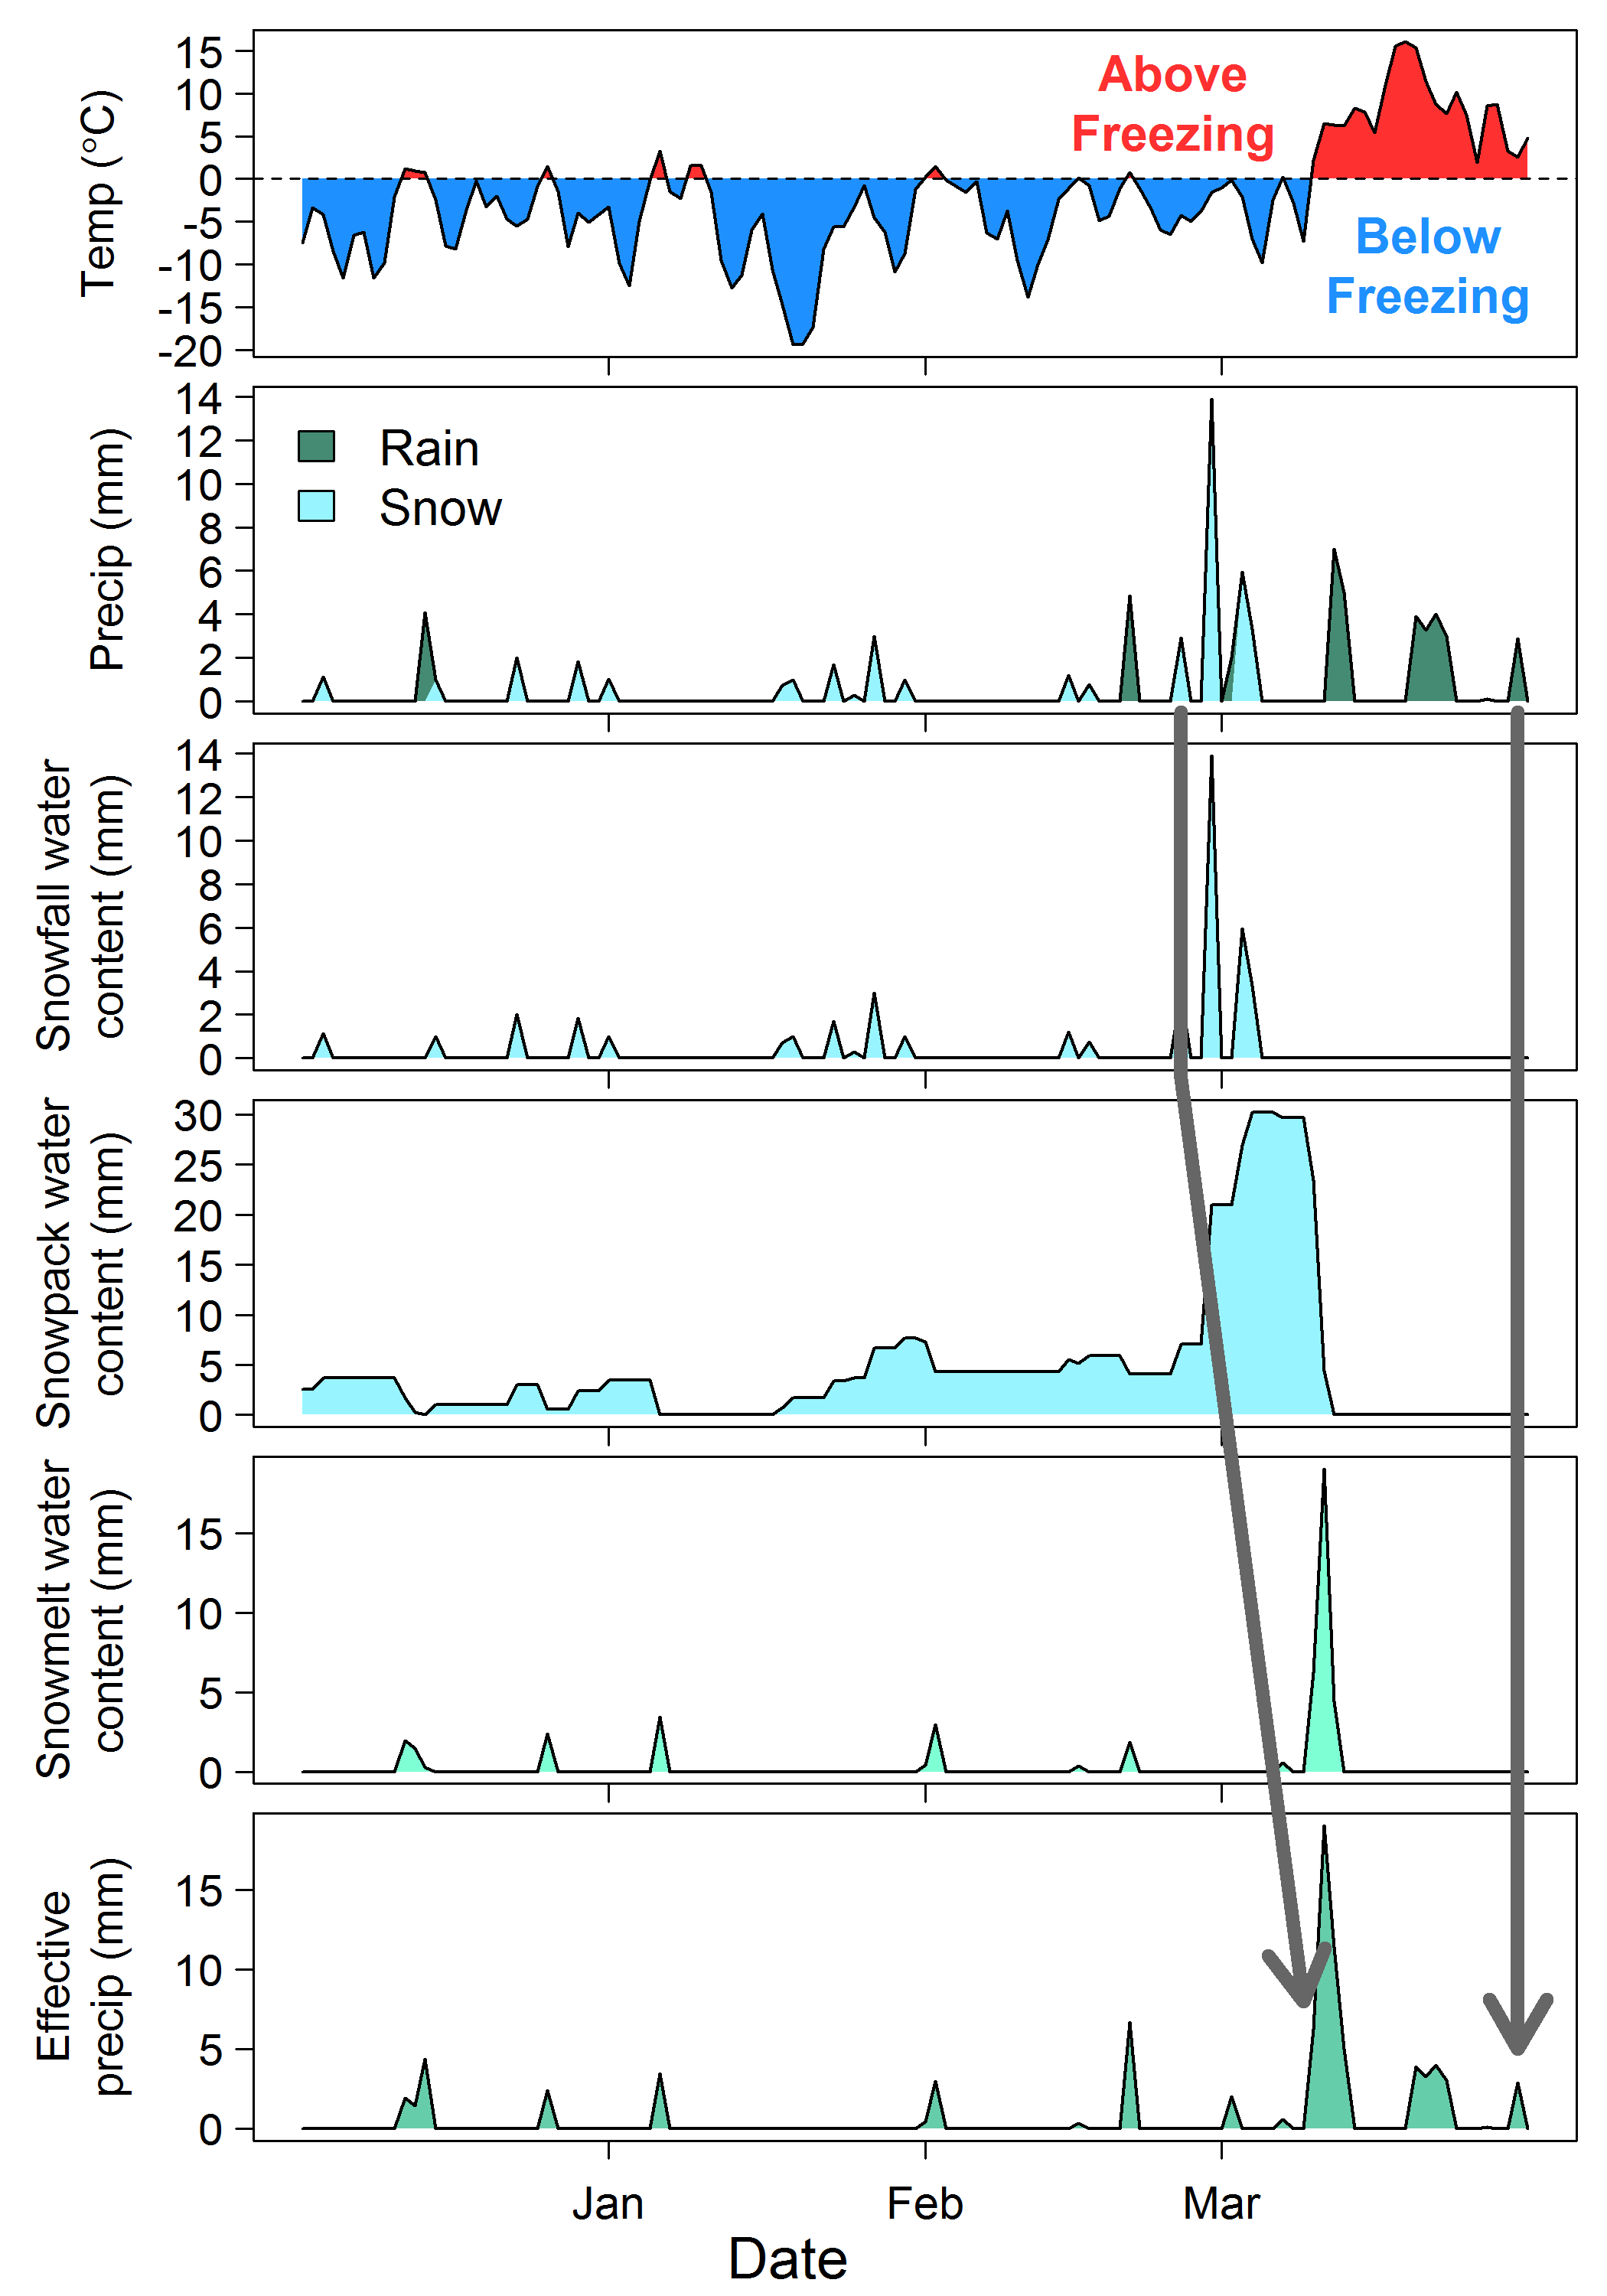 Temp (°C)
15
10
5
0
-5
-10
-15
-20
Above
Freezing
Below
Freezing
Precip (mm)
14
12
10
8
6
4
2
0
Rain
Snow
Snowfall water
content (mm)
14
12
10
8
6
4
2
0
Snowpack water
content (mm)
30
25
20
15
10
5
0
Snowmelt water
content (mm)
15
10
5
0
Effective
precip (mm)
15
10
5
0
Jan Feb Mar
Date